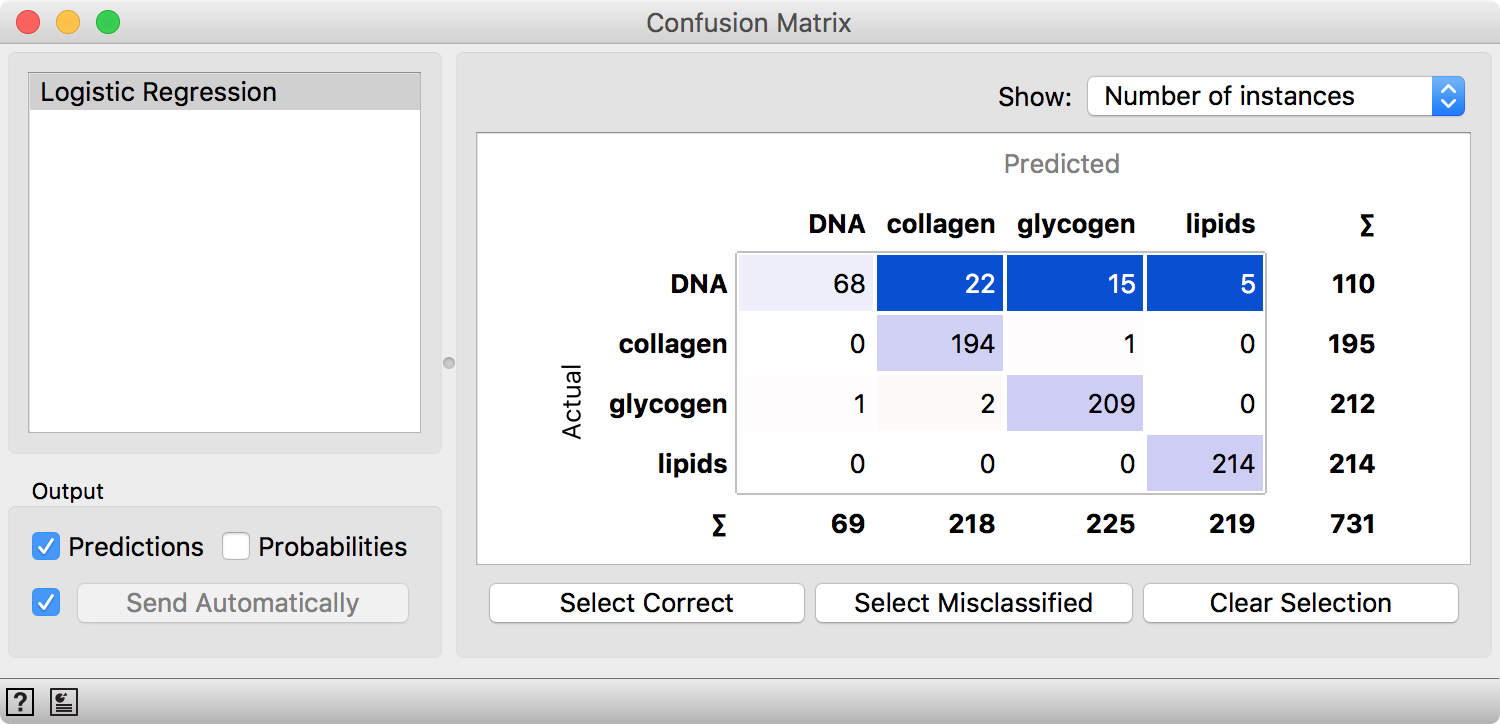 Confusion Matrix
Logistic Regression
Show: Number of instances
Predicted
DNA collagen glycogen lipids Σ
DNA 68 22 15 5 110
collagen 0 194 1 0 195
Actual
glycogen 1 2 209 0 212
lipids 0 0 0 214 214
Σ 69 218 225 219 731
Output
Predictions Probabilities
Send Automatically
Select Correct Select Misclassified Clear Selection
?